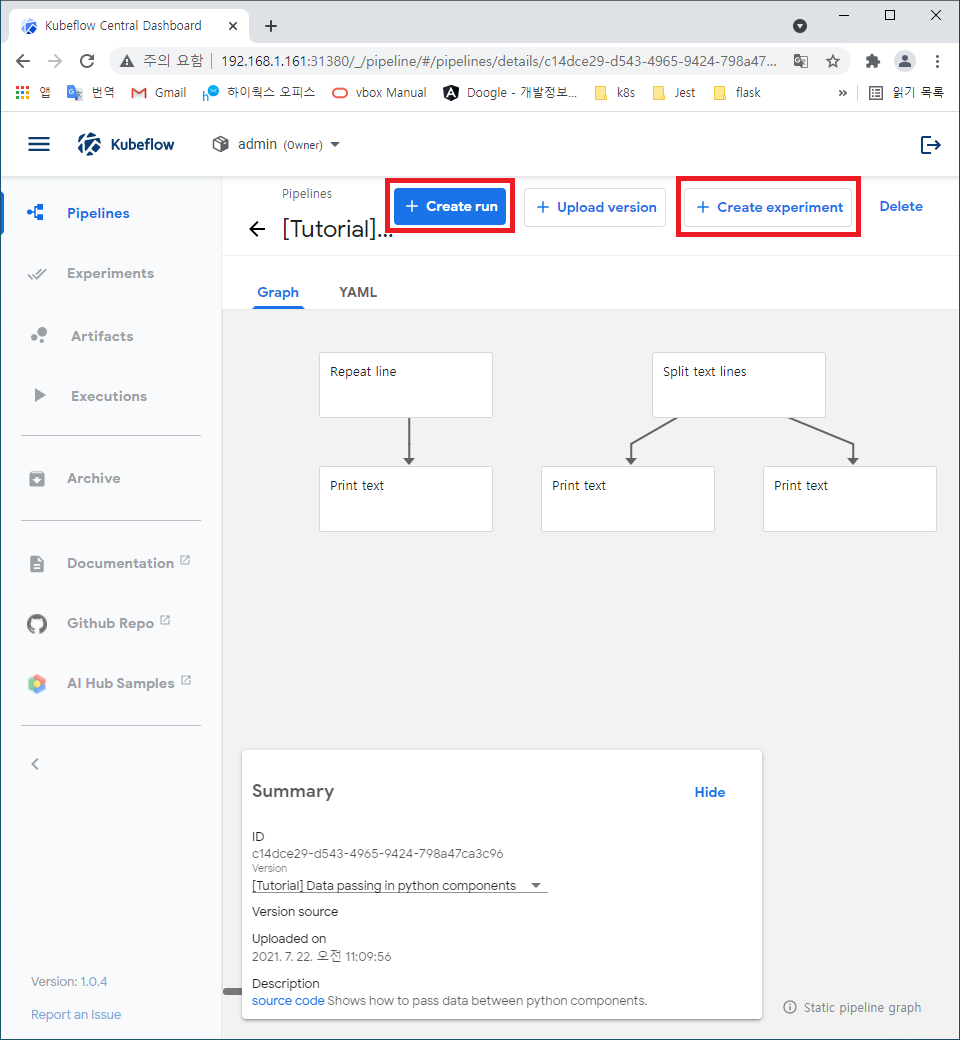 Kubeflow Central Dashboard
주의 요함 192.168.1.161:31380/_/pipeline/#/pipelines/details/c14dce29-d543-4965-9424-798a47...
앱 번역 Gmail 하이웍스 오피스 vbox Manual Doogle - 개발정보... k8s Jest flask » 읽기 목록
Kubeflow admin (Owner)
Pipelines
Experiments
Artifacts
Executions
Archive
Documentation
Github Repo
AI Hub Samples
Version: 1.0.4
Report an Issue
Pipelines
[Tutorial]...
+ Create run
+ Upload version
+ Create experiment
Delete
Graph YAML
Repeat line
Split text lines
Print text
Print text
Print text
Summary
Hide
ID
c14dce29-d543-4965-9424-798a47ca3c96
Version
[Tutorial] Data passing in python components
Version source
Uploaded on
2021. 7. 22. 오전 11:09:56
Description
source code Shows how to pass data between python components.
Static pipeline graph